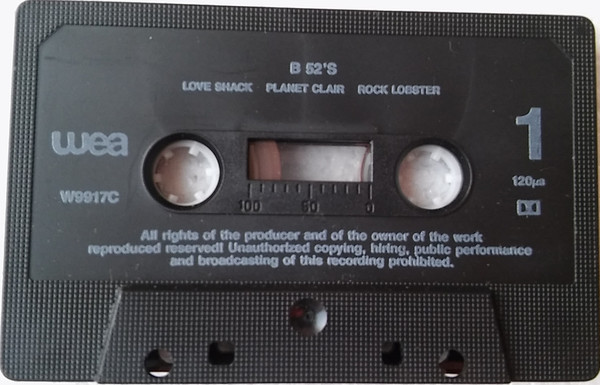 B 52'S
LOVE SHACK PLANET CLAIR ROCK LOBSTER
wea
1
120µs
W9917C
100 50 0
All rights of the producer and of the owner of the work
reproduced reserved! Unauthorized copying, hiring, public performance
and broadcasting of this recording prohibited.